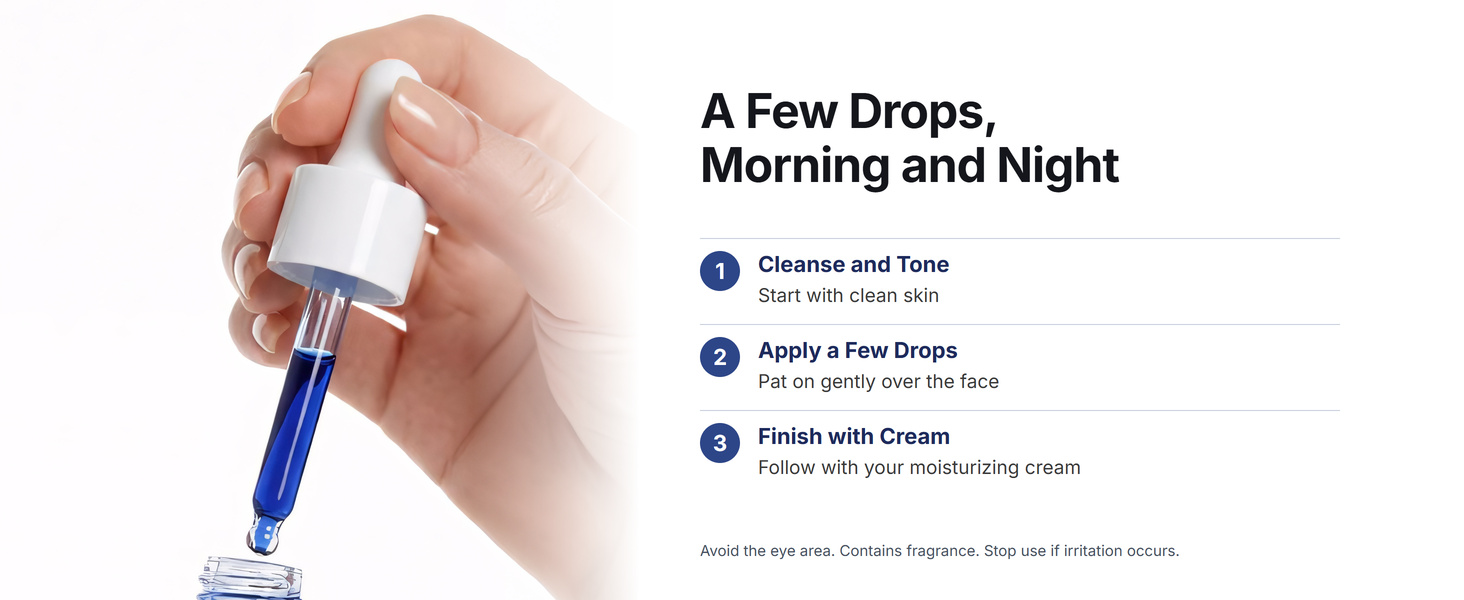 A Few Drops,
Morning and Night
1
Cleanse and Tone
Start with clean skin
2
Apply a Few Drops
Pat on gently over the face
3
Finish with Cream
Follow with your moisturizing cream
Avoid the eye area. Contains fragrance. Stop use if irritation occurs.